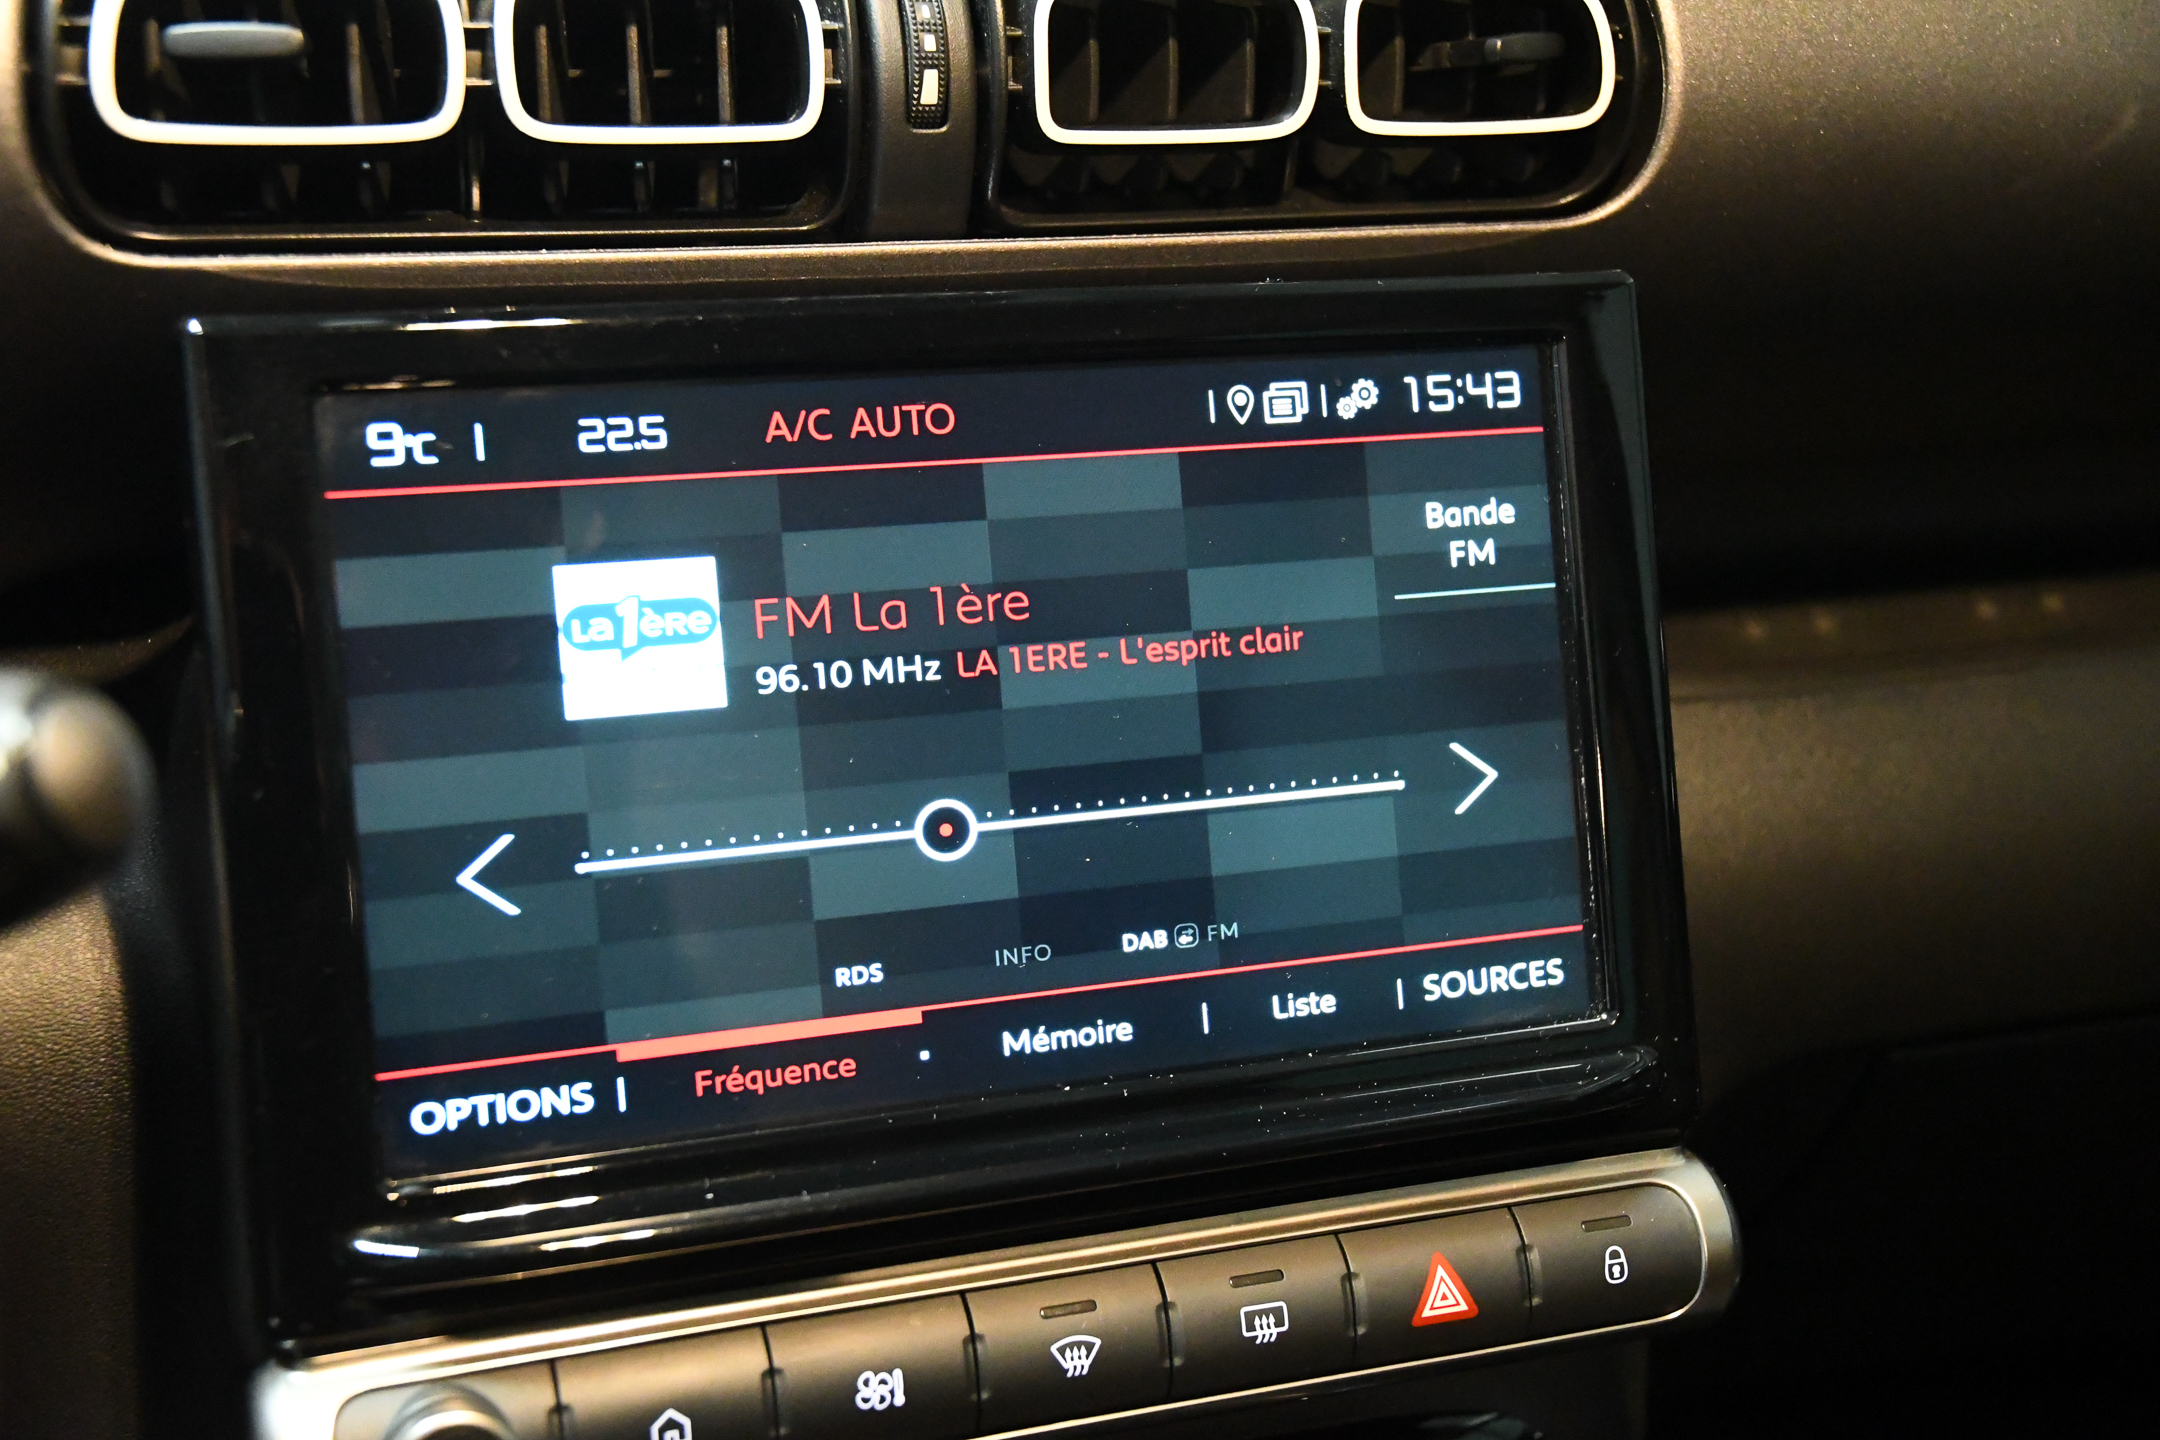 9°C | 22.5 A/C AUTO 15:43
Bande
FM
La 1ère
FM La 1ère
96.10 MHz LA 1ERE - L'esprit clair
RDS INFO DAB FM
OPTIONS | Fréquence Mémoire | Liste | SOURCES